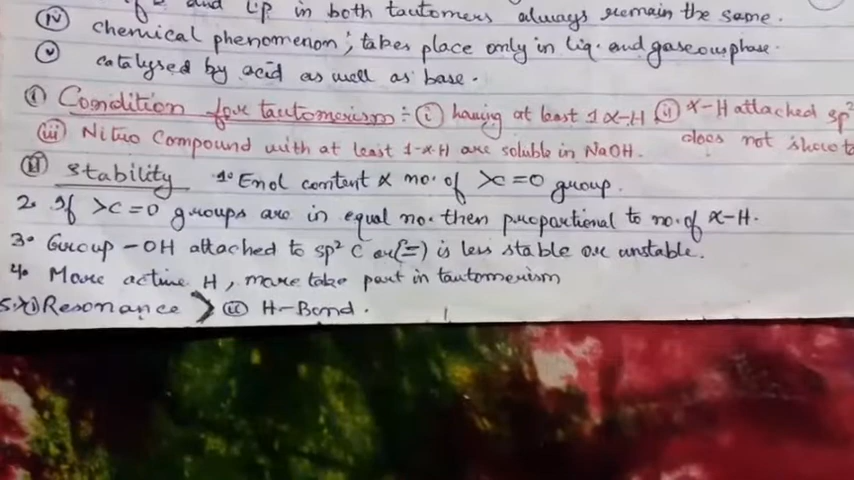 of e⁻ and l.p in both tautomers always remain the same.
(iv) chemical phenomenon; takes place only in liq. and gaseous phase.
(v) catalysed by acid as well as base.
(I) Condition for tautomerism :- (i) having at least 1 α-H (ii) α-H attached sp²
does not show t
(iii) Nitro Compound with at least 1-α-H are soluble in NaOH.
(II) Stability 1. Enol content ∝ no. of >C=O group.
2. If >C=O groups are in equal no. then proportional to no. of α-H.
3. Group -OH attached to sp² C or (=) is less stable or unstable.
4. More active H, more take part in tautomerism
5. (i) Resonance > (ii) H-Bond.